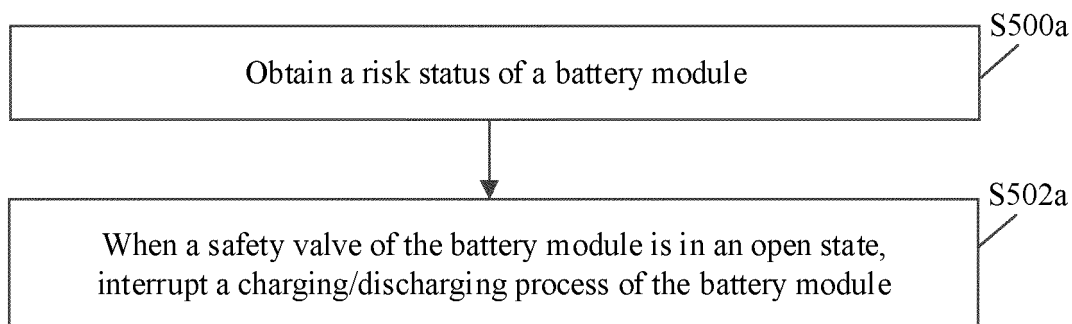 S500a
Obtain a risk status of a battery module
S502a
When a safety valve of the battery module is in an open state,
interrupt a charging/discharging process of the battery module